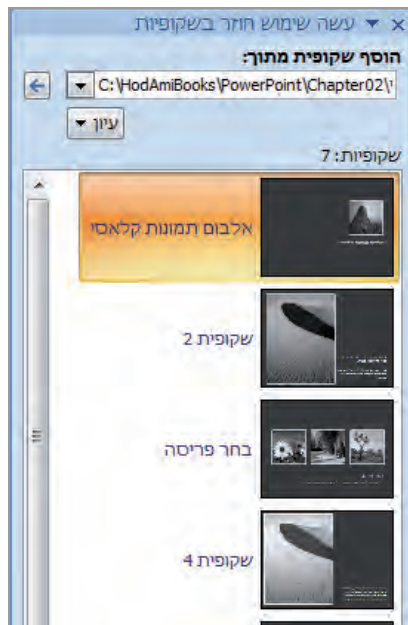 עשה שימוש חוזר בשקופיות
הוסף שקופית מתוך:
C:\HodAmiBooks\PowerPoint\Chapter02\
עיון
שקופיות: 7
אלבום תמונות קלאסי
שקופית 2
בחר פריסה
שקופית 4